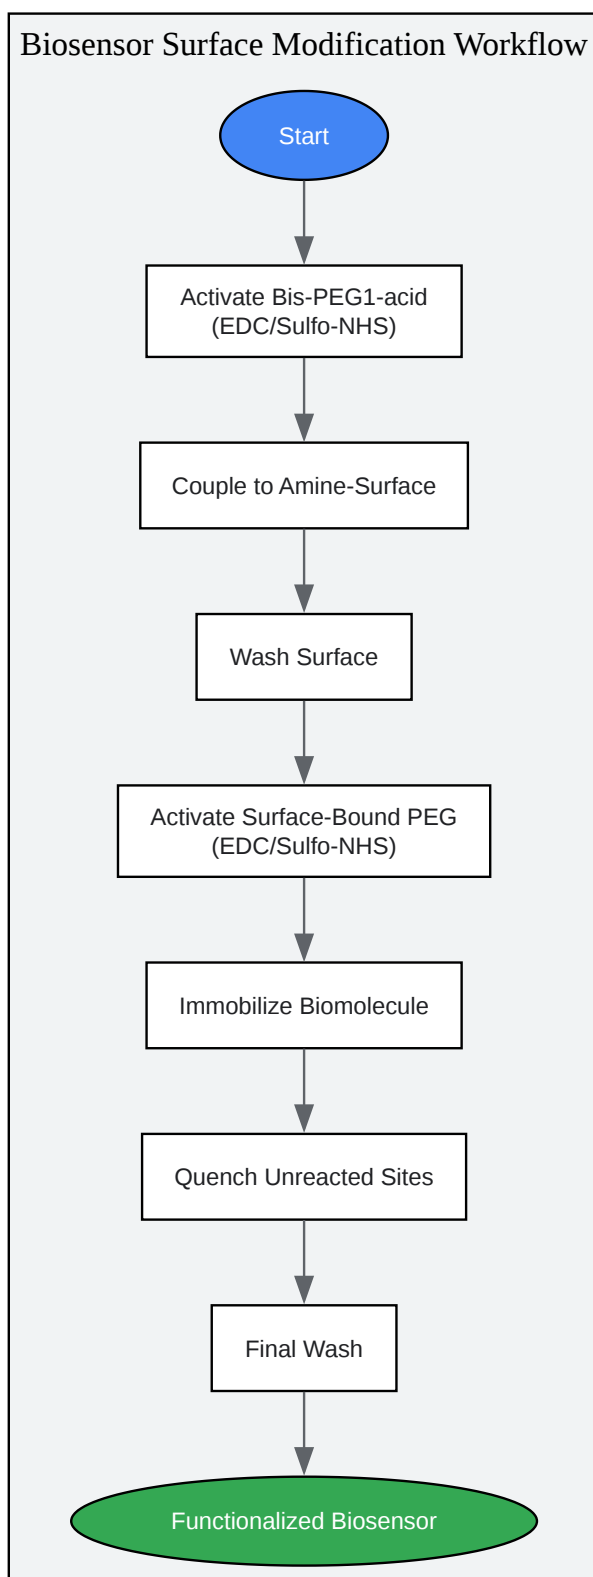 Biosensor Surface Modification Workflow
Start
Activate Bis-PEG1-acid
(EDC/Sulfo-NHS)
Couple to Amine-Surface
Wash Surface
Activate Surface-Bound PEG
(EDC/Sulfo-NHS)
Immobilize Biomolecule
Quench Unreacted Sites
Final Wash
Functionalized Biosensor